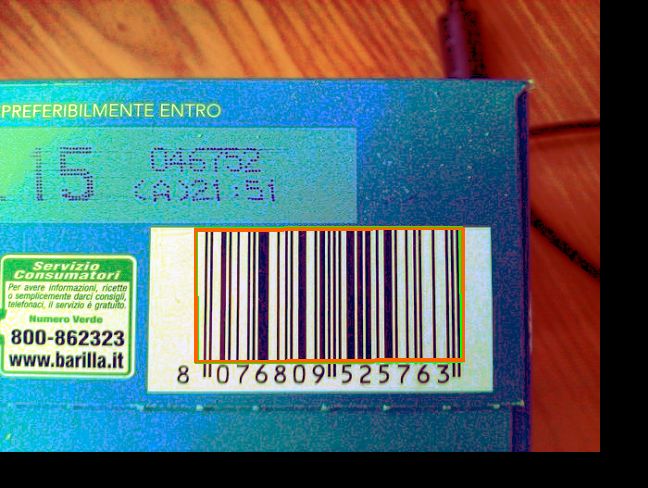 PREFERIBILMENTE ENTRO
15 046752
(A)21:51
Servizio
Consumatori
Per avere informazioni, ricette
o semplicemente darci consigli,
telefonaci, il servizio è gratuito.
Numero Verde
800-862323
www.barilla.it
8 076809 525763